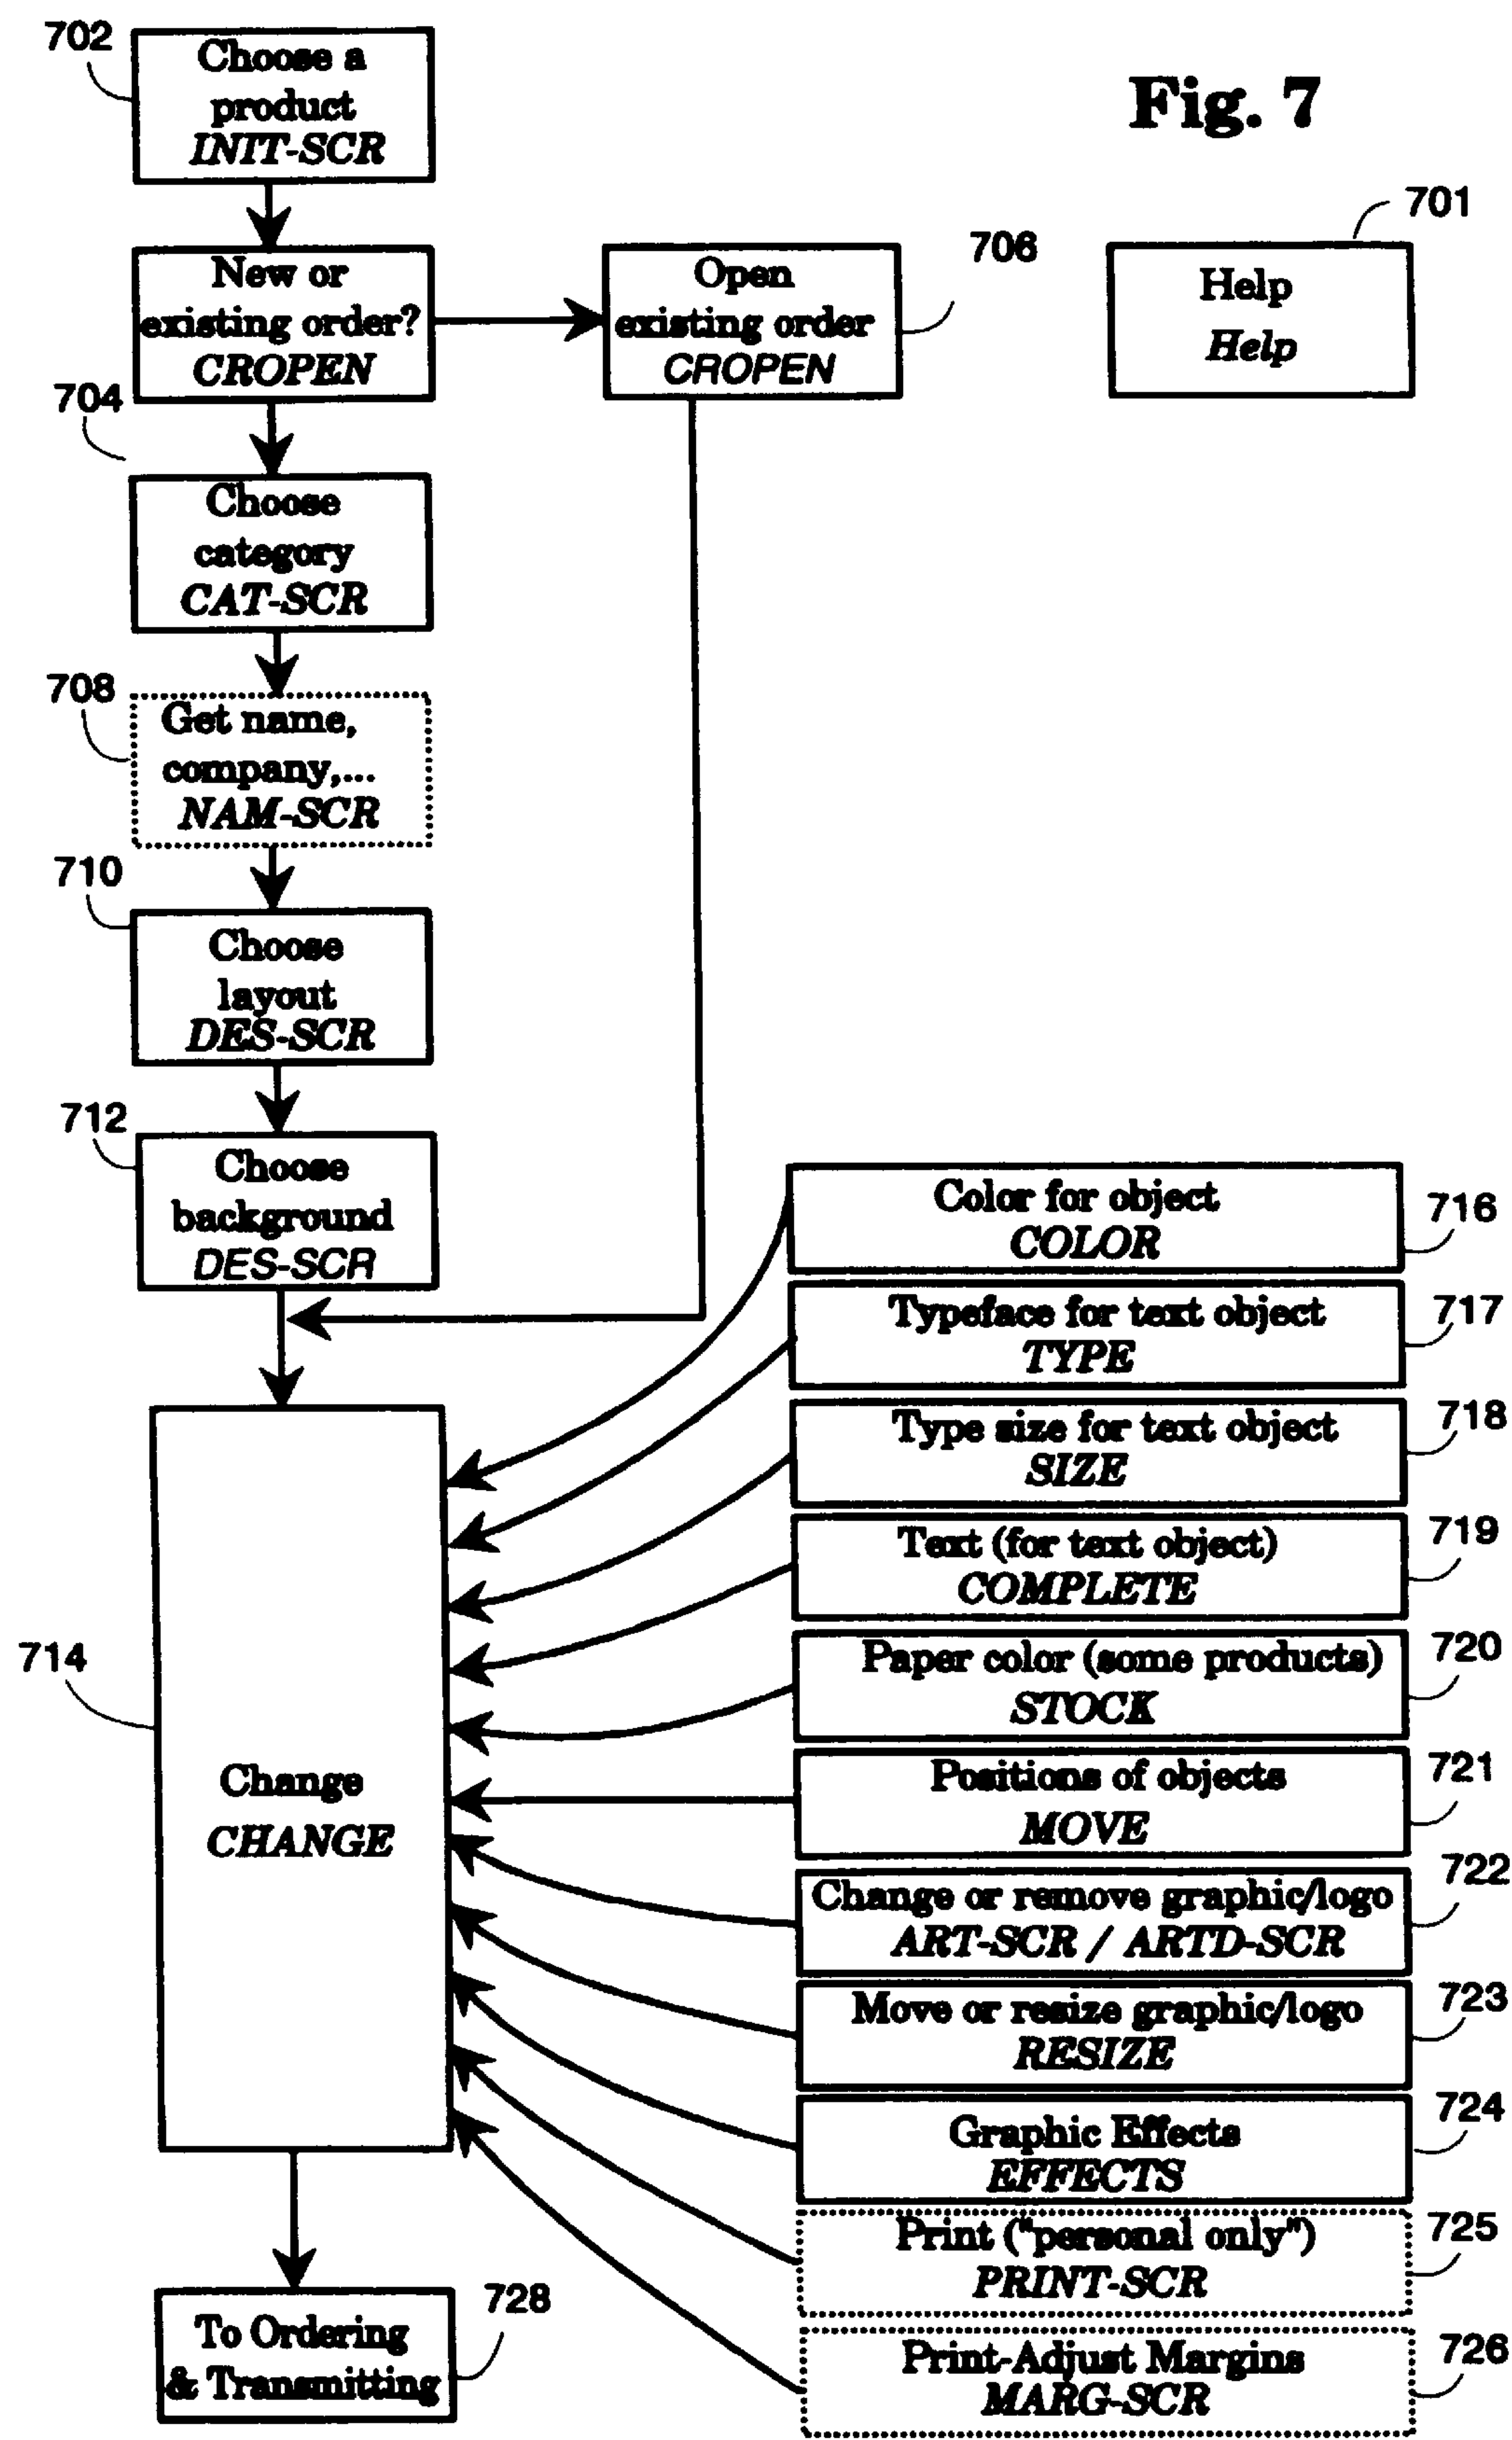 Fig. 7
702
Choose a
product
INIT-SCR
New or
existing order?
CROPEN
706
Open
existing order
CROPEN
701
Help
Help
704
Choose
category
CAT-SCR
708
Get name,
company,...
NAM-SCR
710
Choose
layout
DES-SCR
712
Choose
background
DES-SCR
714
Change
CHANGE
716
Color for object
COLOR
717
Typeface for text object
TYPE
718
Type size for text object
SIZE
719
Text (for text object)
COMPLETE
720
Paper color (some products)
STOCK
721
Positions of objects
MOVE
722
Change or remove graphic/logo
ART-SCR / ARTD-SCR
723
Move or resize graphic/logo
RESIZE
724
Graphic Effects
EFFECTS
725
Print ("personal only")
PRINT-SCR
726
Print-Adjust Margins
MARG-SCR
728
To Ordering
& Transmitting